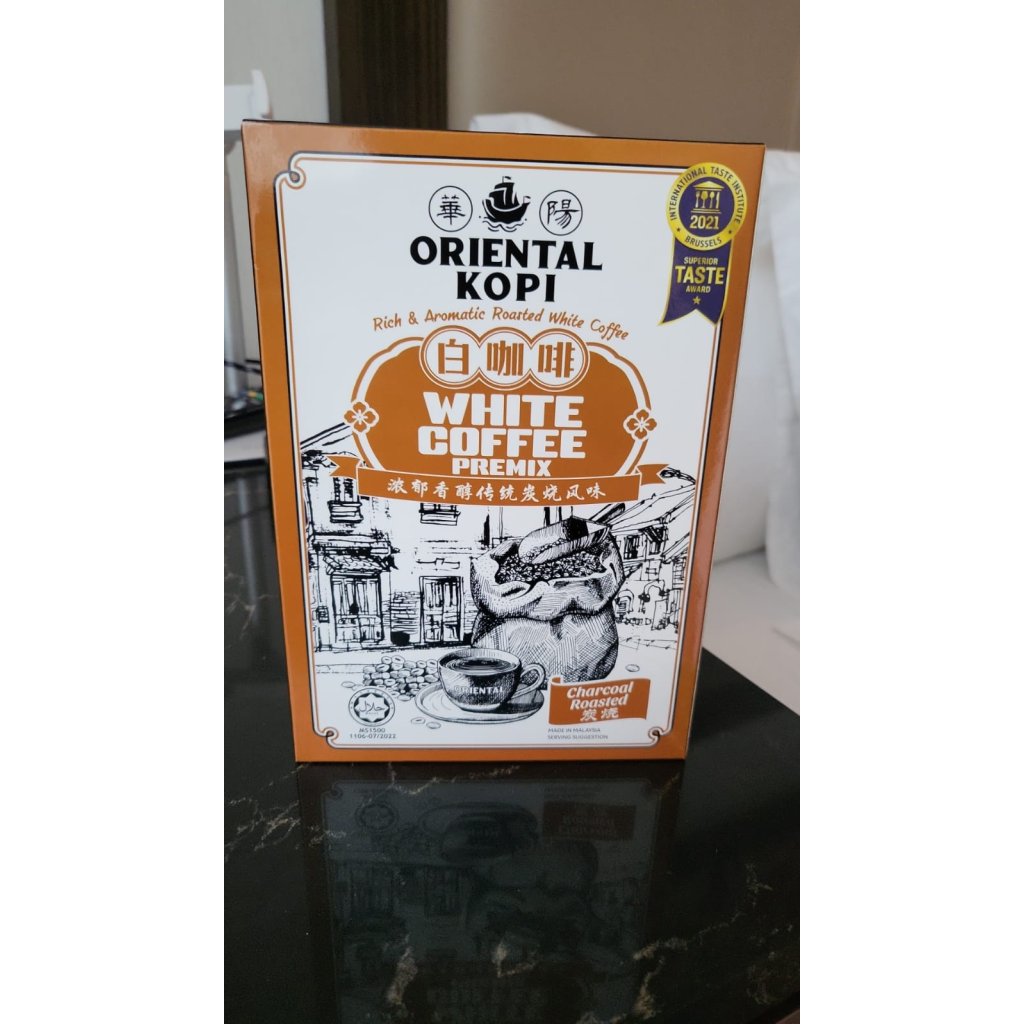 華 陽
ORIENTAL
KOPI
Rich & Aromatic Roasted White Coffee
白咖啡
WHITE
COFFEE
PREMIX
浓郁香醇传统炭烧风味
INTERNATIONAL TASTE INSTITUTE
2021
BRUSSELS
SUPERIOR
TASTE
AWARD
ORIENTAL
Charcoal
Roasted
炭烧
حلال
MS1500
1106-07/2022
MADE IN MALAYSIA
SERVING SUGGESTION